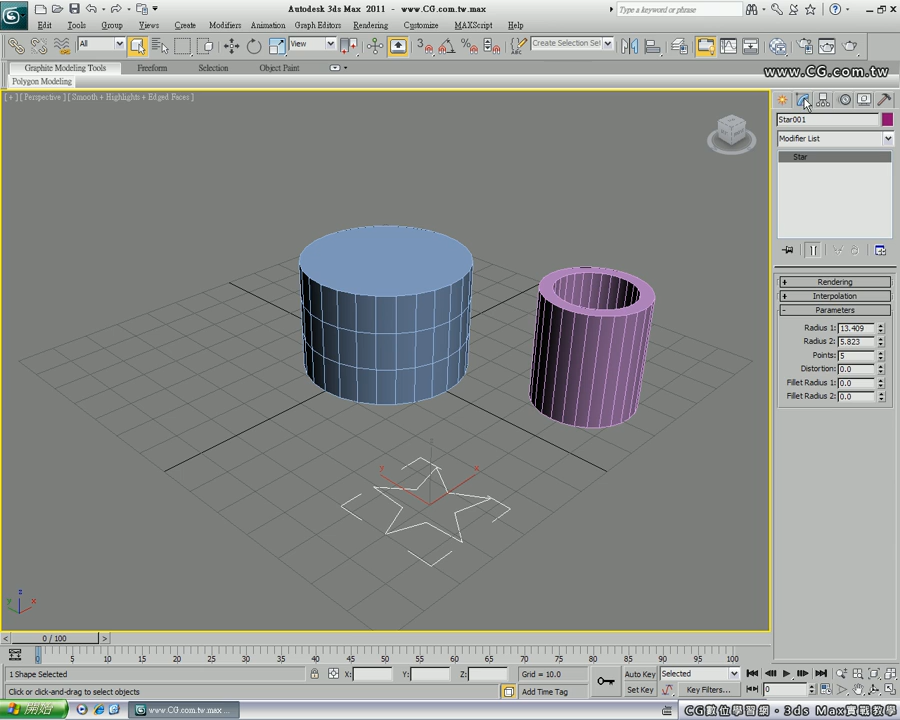 Autodesk 3ds Max 2011 - www.CG.com.tw.max
Type a keyword or phrase
Edit Tools Group Views Create Modifiers Animation Graph Editors Rendering Customize MAXScript Help
All
View
3
Create Selection Se
Graphite Modeling Tools Freeform Selection Object Paint
www.CG.com.tw
Polygon Modeling
[ + ] [ Perspective ] [ Smooth + Highlights + Edged Faces ]
Star001
Modifier List
Star
+ Rendering
+ Interpolation
- Parameters
Radius 1: 13.409
Radius 2: 5.823
Points: 5
Distortion: 0.0
Fillet Radius 1: 0.0
Fillet Radius 2: 0.0
z
y
x
z
y
x
< 0 / 100 >
0 5 10 15 20 25 30 35 40 45 50 55 60 65 70 75 80 85 90 95 100
1 Shape Selected
X: Y: Z: Grid = 10.0
Auto Key Selected
Click or click-and-drag to select objects
Add Time Tag
Set Key Key Filters... 0
開始
www.CG.com.tw.max ...
CG數位學習網・3ds Max實戰教學